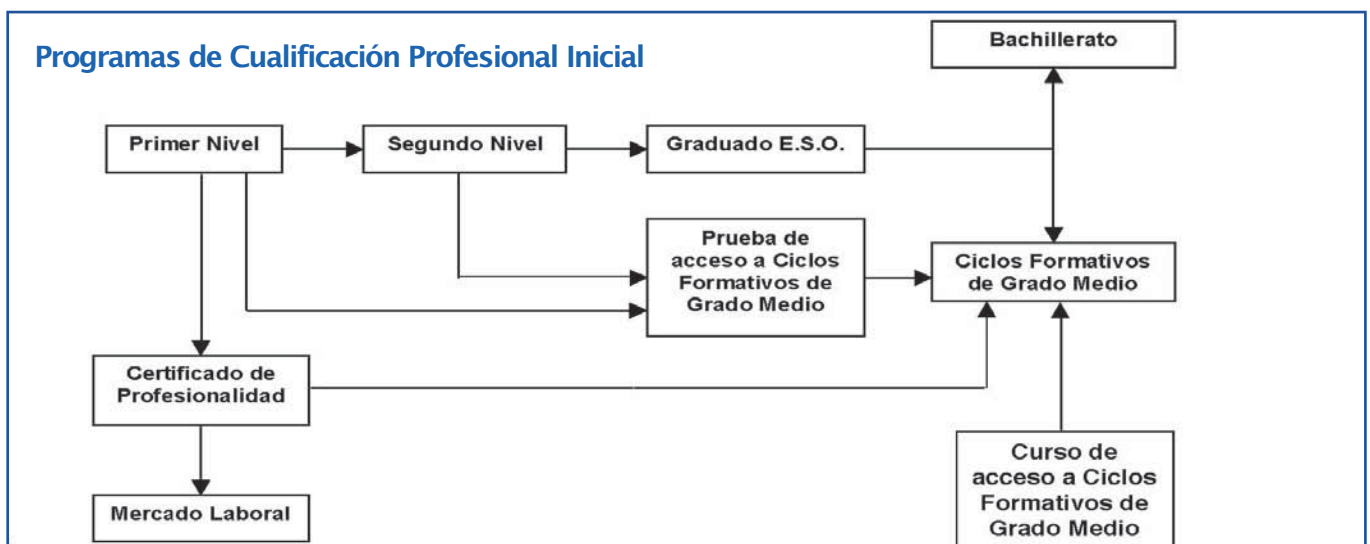 Programas de Cualificación Profesional Inicial
Bachillerato
Primer Nivel
Segundo Nivel
Graduado E.S.O.
Prueba de
acceso a Ciclos
Formativos de
Grado Medio
Ciclos Formativos
de Grado Medio
Certificado de
Profesionalidad
Curso de
acceso a Ciclos
Formativos de
Grado Medio
Mercado Laboral